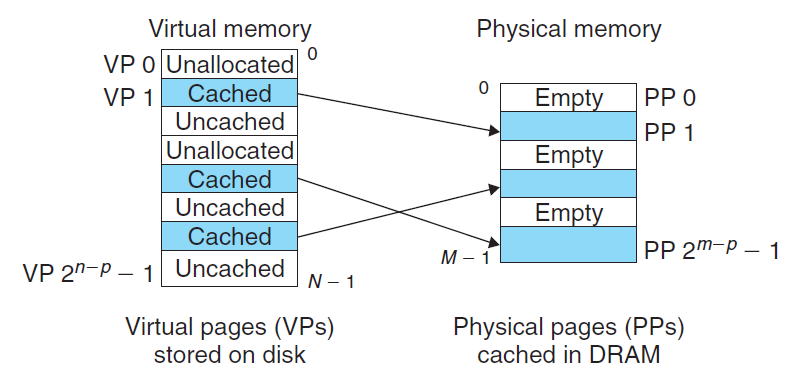 Virtual memory
Physical memory
VP 0 Unallocated 0
VP 1 Cached
Uncached
Unallocated
Cached
Uncached
Cached
VP 2ⁿ⁻ᵖ – 1 Uncached
N – 1
0
Empty PP 0
PP 1
Empty
Empty
M – 1
PP 2ᵐ⁻ᵖ – 1
Virtual pages (VPs)
stored on disk
Physical pages (PPs)
cached in DRAM